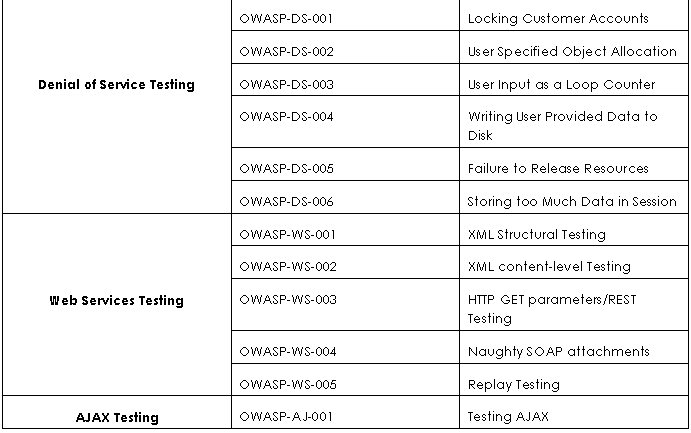 OWASP-DS-001 Locking Customer Accounts
OWASP-DS-002 User Specified Object Allocation
Denial of Service Testing OWASP-DS-003 User Input as a Loop Counter
OWASP-DS-004 Writing User Provided Data to
Disk
OWASP-DS-005 Failure to Release Resources
OWASP-DS-006 Storing too Much Data in Session
OWASP-WS-001 XML Structural Testing
OWASP-WS-002 XML content-level Testing
Web Services Testing OWASP-WS-003 HTTP GET parameters/REST
Testing
OWASP-WS-004 Naughty SOAP attachments
OWASP-WS-005 Replay Testing
AJAX Testing OWASP-AJ-001 Testing AJAX